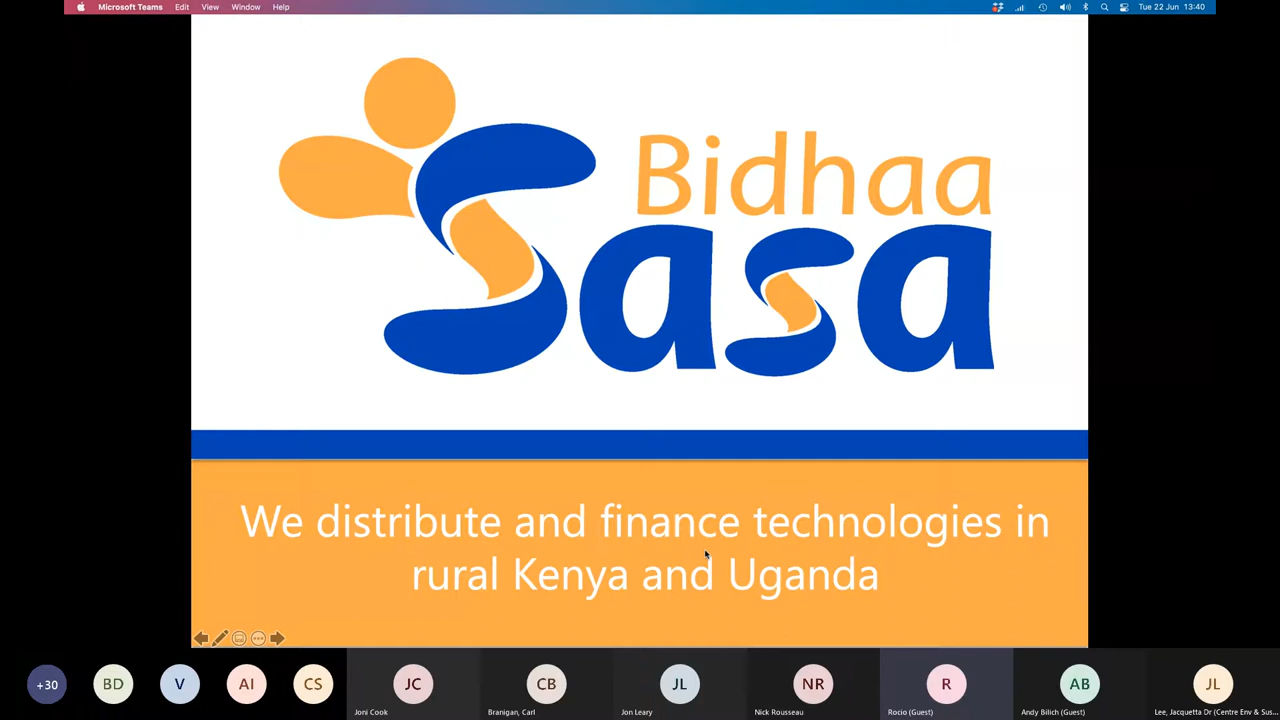 Microsoft Teams Edit View Window Help Tue 22 Jun 13:40
Bidhaa
Sasa
We distribute and finance technologies in
rural Kenya and Uganda
+30 BD V AI CS JC CB JL NR R AB JL
Joni Cook Branigan, Carl Jon Leary Nick Rousseau Rocio (Guest) Andy Bilich (Guest) Lee, Jacquetta Dr (Centre Env & Sus...